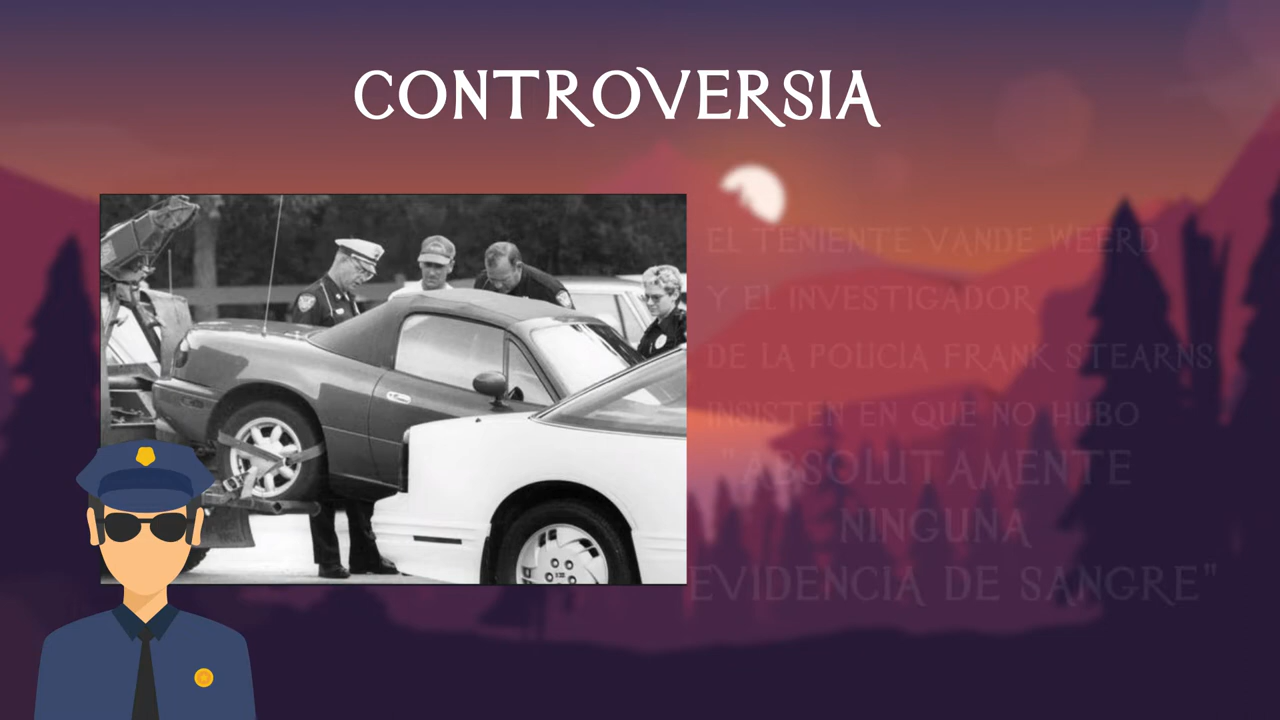 CONTROVERSIA
EL TENIENTE VANDE WEERD
Y EL INVESTIGADOR
DE LA POLICIA FRANK STEARNS
INSISTEN EN QUE NO HUBO
"ABSOLUTAMENTE
NINGUNA
EVIDENCIA DE SANGRE"